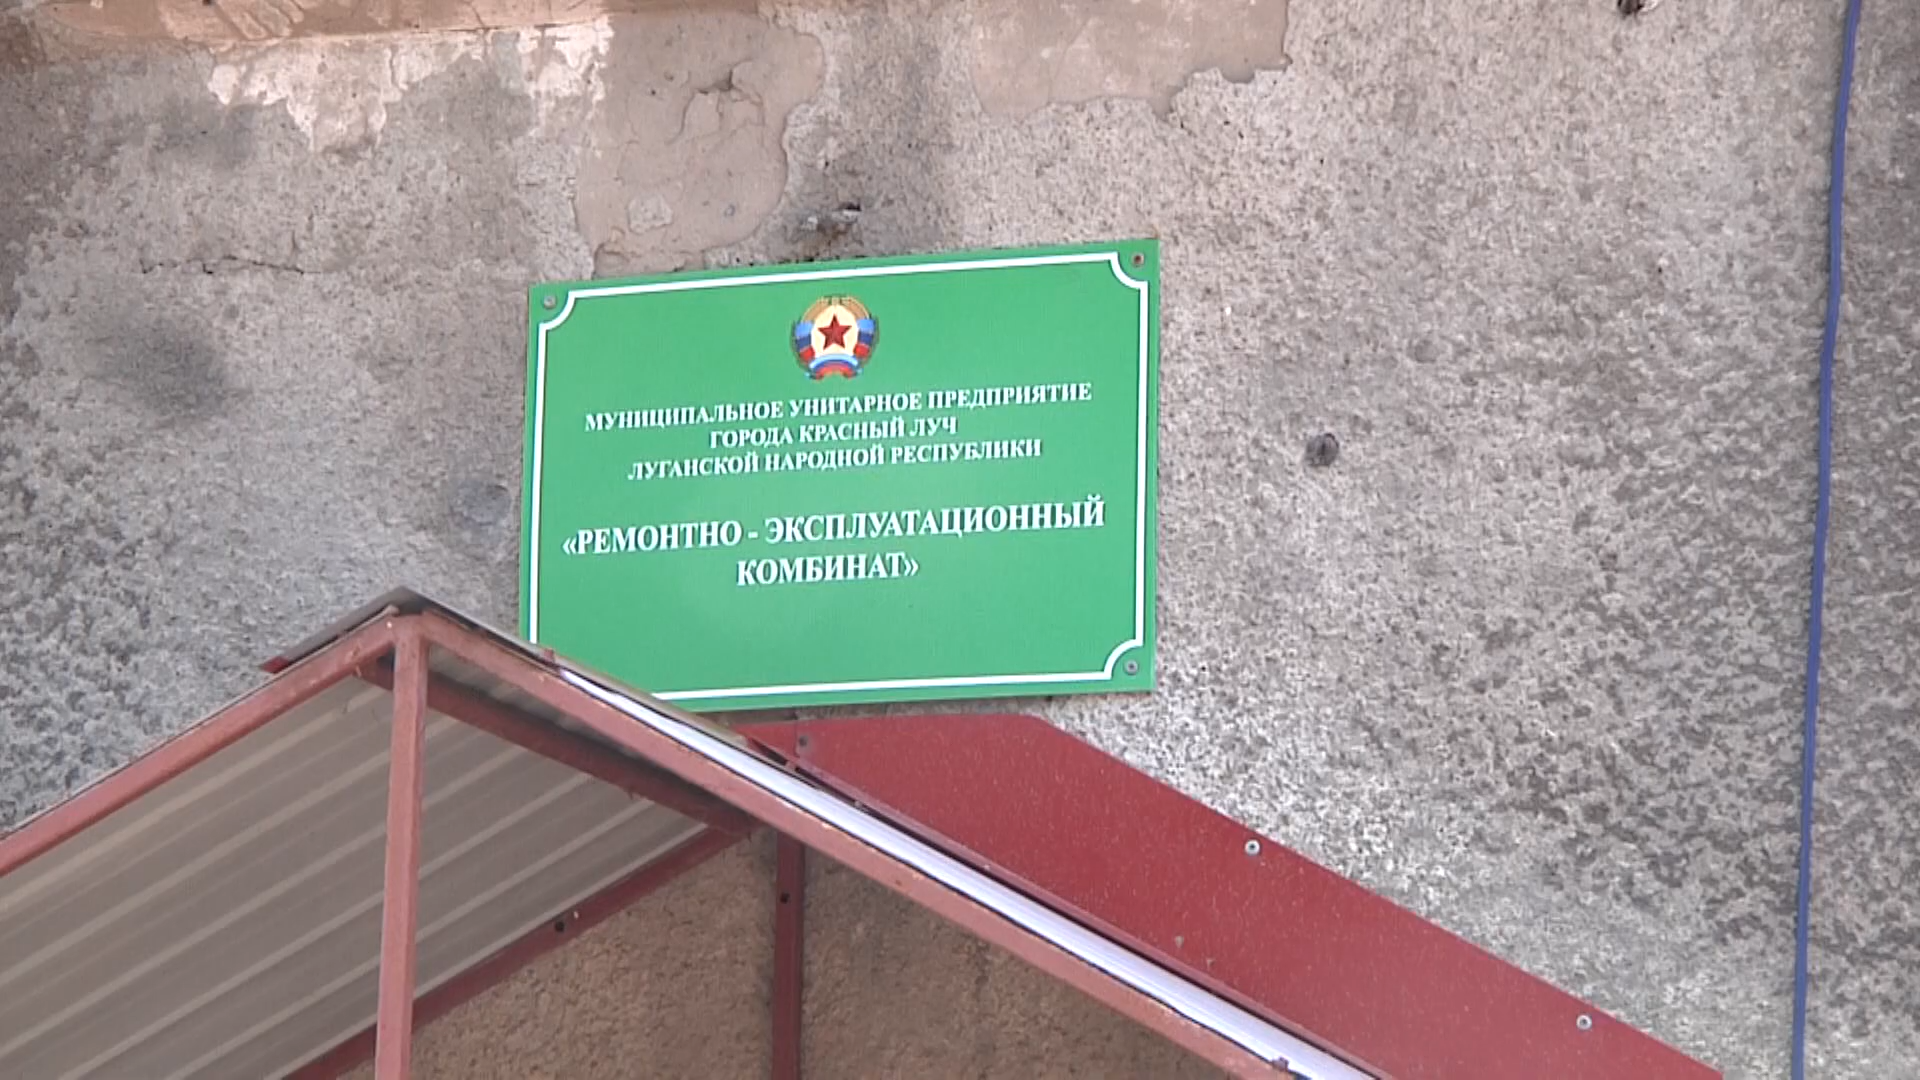 МУНИЦИПАЛЬНОЕ УНИТАРНОЕ ПРЕДПРИЯТИЕ
ГОРОДА КРАСНЫЙ ЛУЧ
ЛУГАНСКОЙ НАРОДНОЙ РЕСПУБЛИКИ
«РЕМОНТНО - ЭКСПЛУАТАЦИОННЫЙ
КОМБИНАТ»